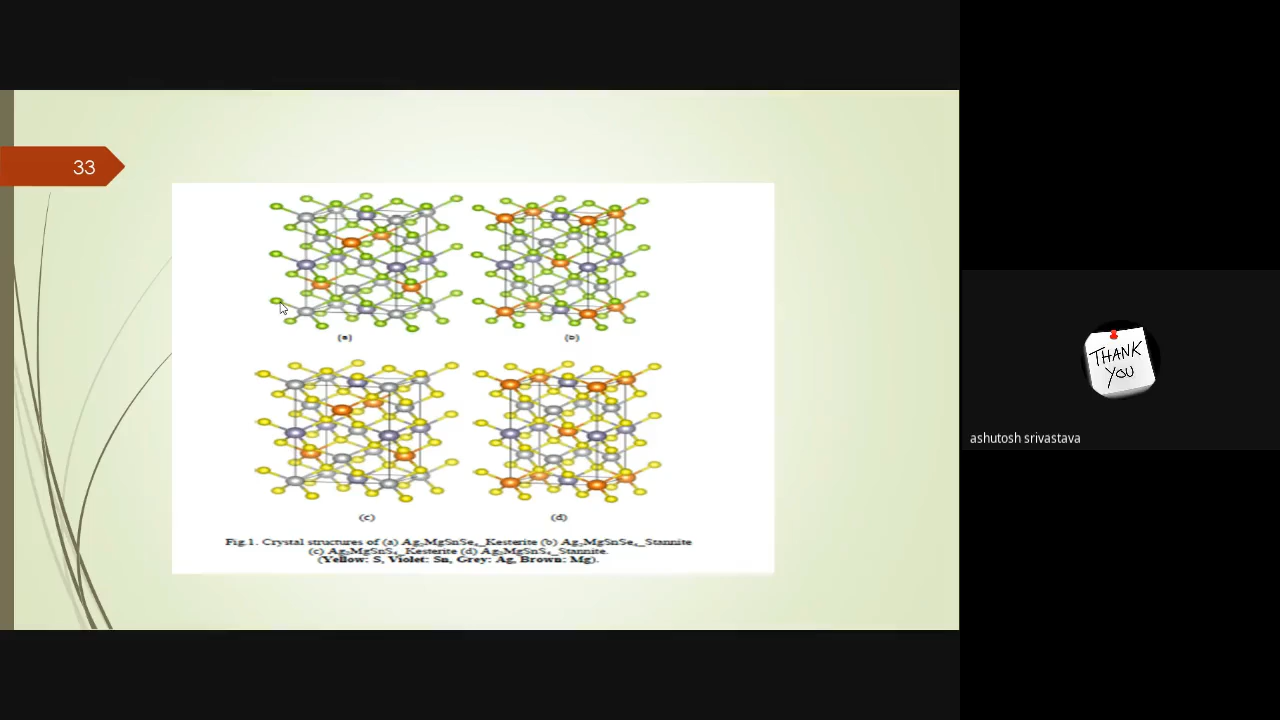 33
(a)
(b)
(c)
(d)
Fig.1. Crystal structures of (a) Ag₂MgSnSe₄_Kesterite (b) Ag₂MgSnSe₄_Stannite
(c) Ag₂MgSnS₄_Kesterite (d) Ag₂MgSnS₄_Stannite.
(Yellow: S, Violet: Sn, Grey: Ag, Brown: Mg).
THANK
YOU
ashutosh srivastava